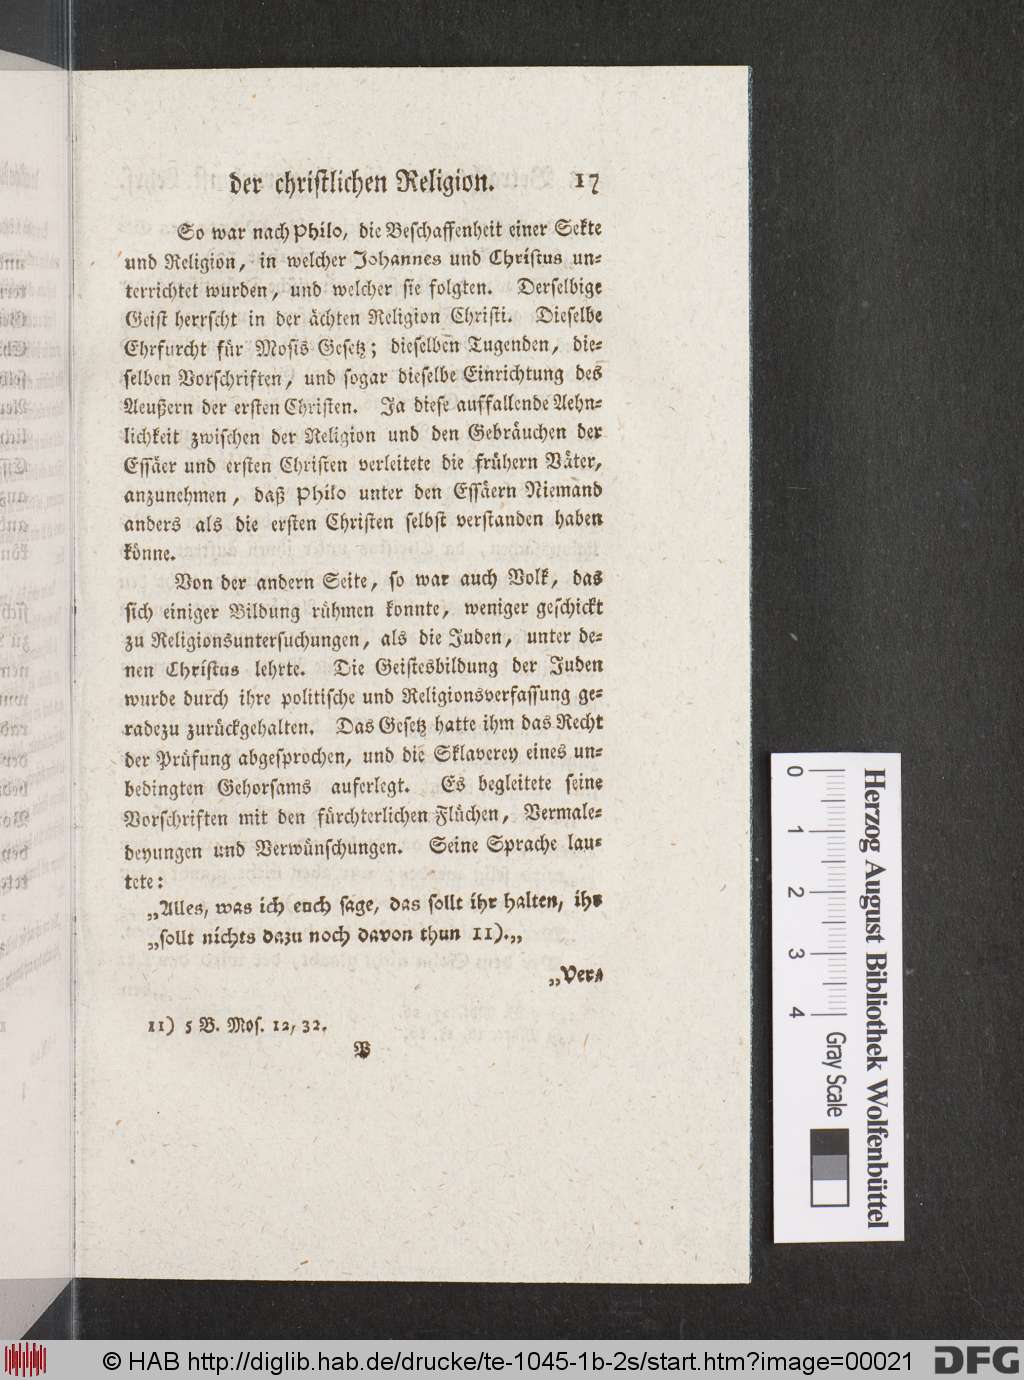 der christlichen Religion. 17
So war nach Philo, die Beschaffenheit einer Sekte
und Religion, in welcher Johannes und Christus un-
terrichtet wurden, und welcher sie folgten. Derselbige
Geist herrscht in der ächten Religion Christi. Dieselbe
Ehrfurcht für Mosis Gesetz; dieselben Tugenden, die-
selben Vorschriften, und sogar dieselbe Einrichtung des
Aeußern der ersten Christen. Ja diese auffallende Aehn-
lichkeit zwischen der Religion und den Gebräuchen der
Essäer und ersten Christen verleitete die frühern Väter,
anzunehmen, daß Philo unter den Essäern Niemand
anders als die ersten Christen selbst verstanden haben
könne.
Von der andern Seite, so war auch Volk, das
sich einiger Bildung rühmen konnte, weniger geschickt
zu Religionsuntersuchungen, als die Juden, unter de-
nen Christus lehrte. Die Geistesbildung der Juden
wurde durch ihre politische und Religionsverfassung ge-
radezu zurückgehalten. Das Gesetz hatte ihm das Recht
der Prüfung abgesprochen, und die Sklaverey eines un-
bedingten Gehorsams auferlegt. Es begleitete seine
Vorschriften mit den fürchterlichen Flüchen, Vermale-
deyungen und Verwünschungen. Seine Sprache lau-
tete:
„Alles, was ich euch sage, das sollt ihr halten, ihr
„sollt nichts dazu noch davon thun 11).„
„Ver-
11) 5 B. Mos. 12, 32.
B
Herzog August Bibliothek Wolfenbüttel
0 1 2 3 4 Gray Scale
© HAB http://diglib.hab.de/drucke/te-1045-1b-2s/start.htm?image=00021
DFG